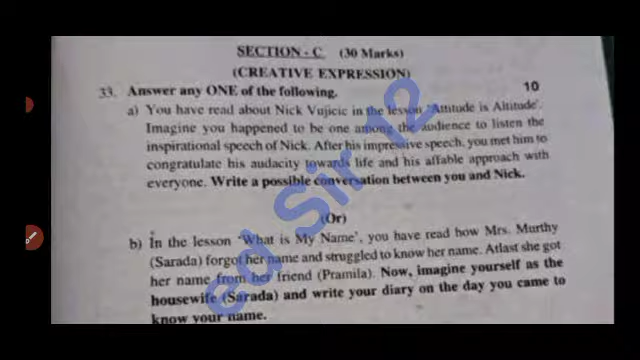 SECTION - C (30 Marks)
(CREATIVE EXPRESSION)
33. Answer any ONE of the following. 10
a) You have read about Nick Vujicic in the lesson 'Attitude is Altitude'.
Imagine you happened to be one among the audience to listen the
inspirational speech of Nick. After his impressive speech, you met him to
congratulate his audacity towards life and his affable approach with
everyone. Write a possible conversation between you and Nick.
(Or)
b) In the lesson 'What is My Name', you have read how Mrs. Murthy
(Sarada) forgot her name and struggled to know her name. Atlast she got
her name from her friend (Pramila). Now, imagine yourself as the
housewife (Sarada) and write your diary on the day you came to
know your name.
ed Sir 12